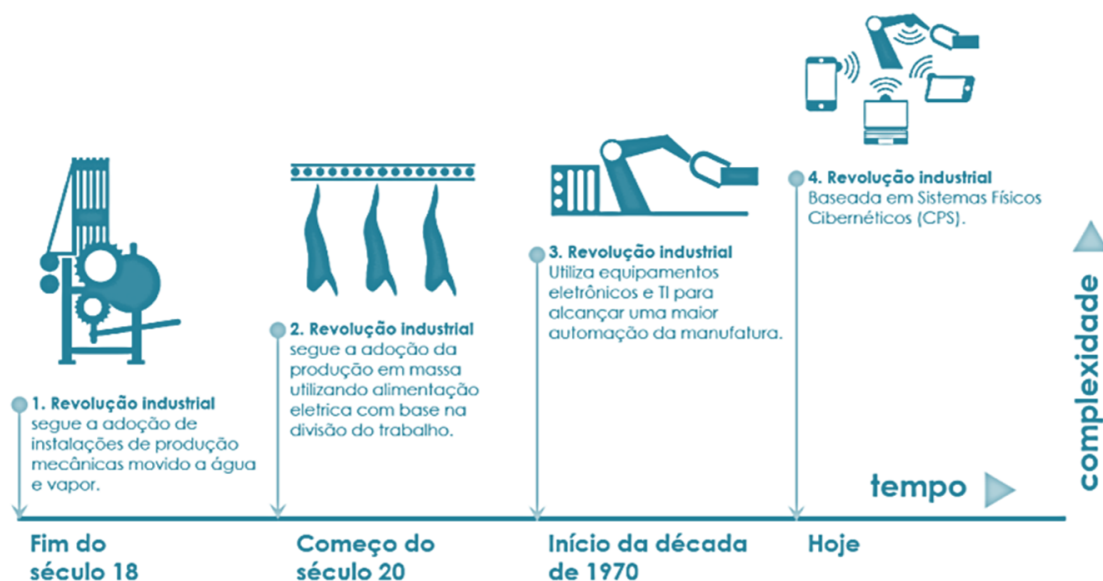 1. Revolução industrial
segue a adoção de
instalações de produção
mecânicas movido a água
e vapor.
2. Revolução industrial
segue a adoção da
produção em massa
utilizando alimentação
eletrica com base na
divisão do trabalho.
3. Revolução industrial
Utiliza equipamentos
eletrônicos e TI para
alcançar uma maior
automação da manufatura.
4. Revolução industrial
Baseada em Sistemas Físicos
Cibernéticos (CPS).
complexidade
tempo
Fim do
século 18
Começo do
século 20
Início da década
de 1970
Hoje